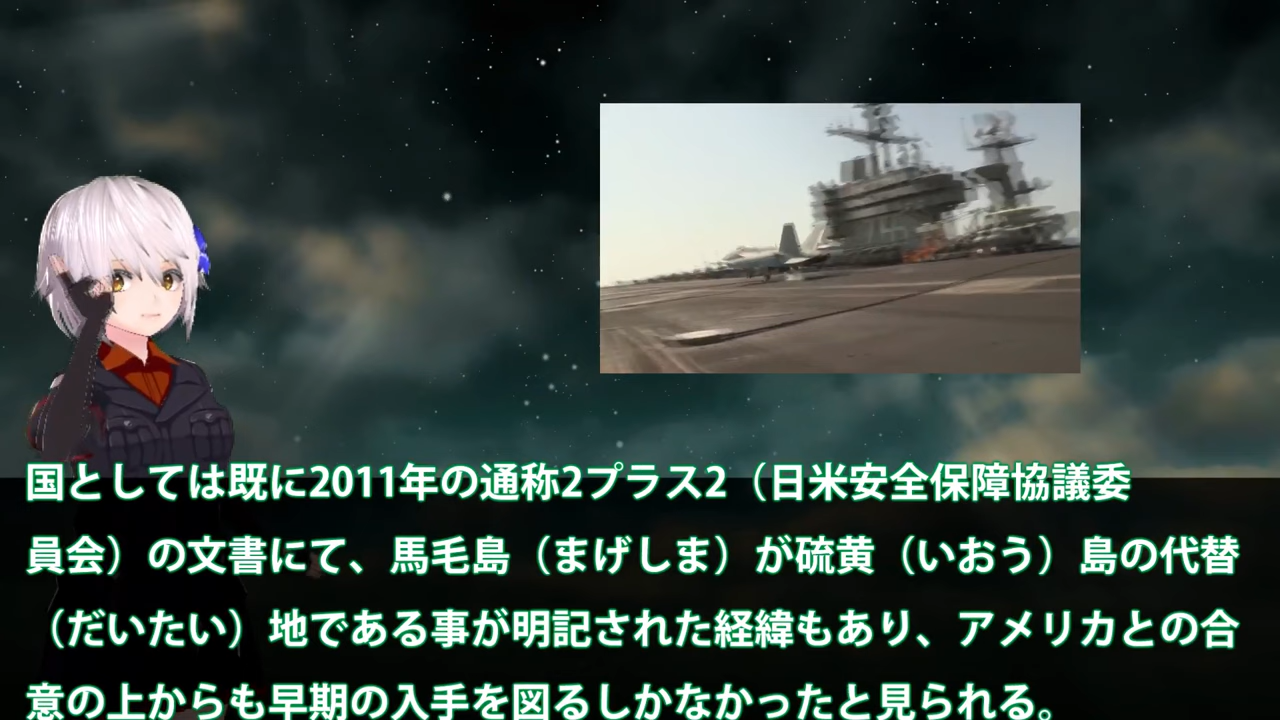 国としては既に2011年の通称2プラス2（日米安全保障協議委
員会）の文書にて、馬毛島（まげしま）が硫黄（いおう）島の代替
（だいたい）地である事が明記された経緯もあり、アメリカとの合
意の上からも早期の入手を図るしかなかったと見られる。